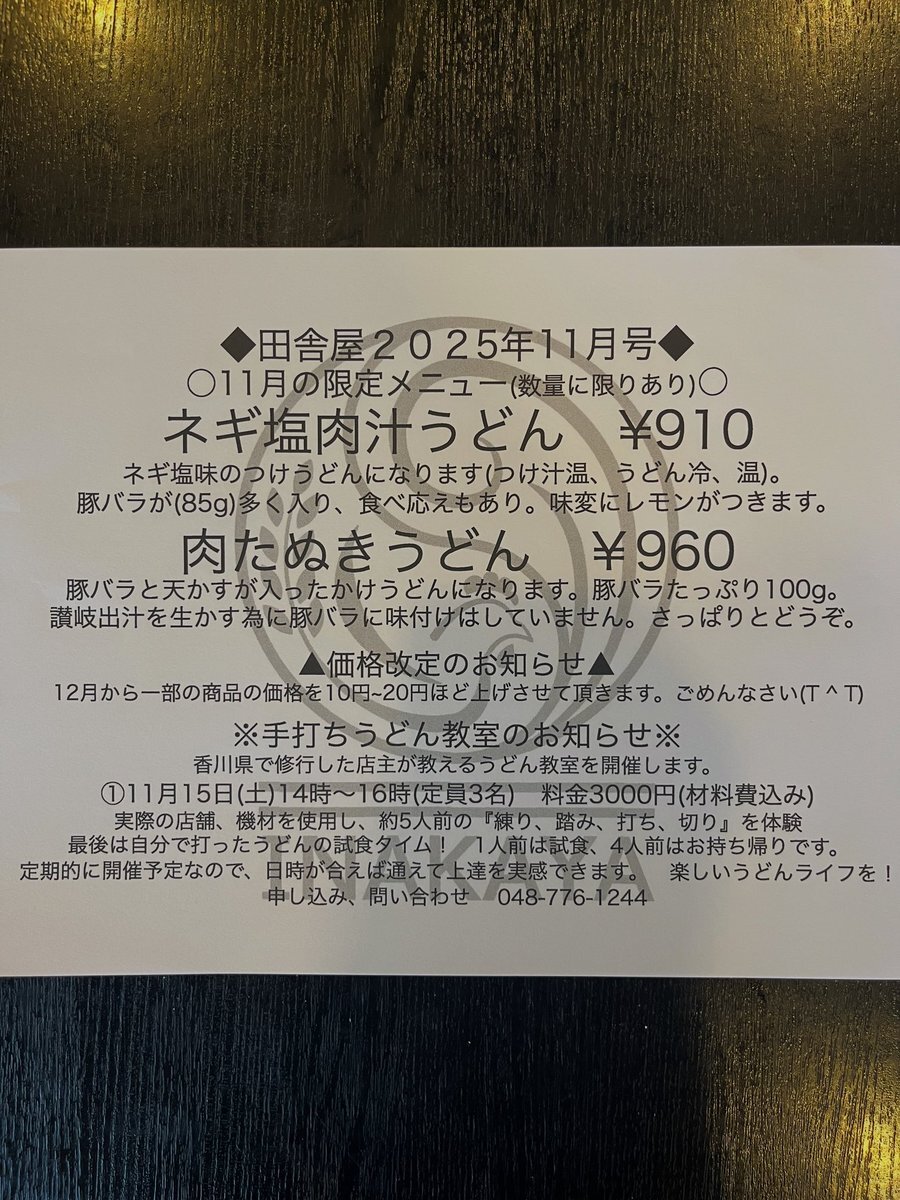 ◆田舎屋２０２5年11月号◆
○11月の限定メニュー(数量に限りあり)○
ネギ塩肉汁うどん　¥910
ネギ塩味のつけうどんになります(つけ汁温、うどん冷、温)。
豚バラが(85g)多く入り、食べ応えもあり。味変にレモンがつきます。
肉たぬきうどん　￥960
豚バラと天かすが入ったかけうどんになります。豚バラたっぷり100g。
讃岐出汁を生かす為に豚バラに味付けはしていません。さっぱりとどうぞ。
▲価格改定のお知らせ▲
12月から一部の商品の価格を10円~20円ほど上げさせて頂きます。ごめんなさい(T ^ T)
※手打ちうどん教室のお知らせ※
香川県で修行した店主が教えるうどん教室を開催します。
①11月15日(土)14時〜16時(定員3名)　料金3000円(材料費込み)
実際の店舗、機材を使用し、約5人前の『練り、踏み、打ち、切り』を体験
最後は自分で打ったうどんの試食タイム！　1人前は試食、4人前はお持ち帰りです。
定期的に開催予定なので、日時が合えば通えて上達を実感できます。　楽しいうどんライフを！
申し込み、問い合わせ　048-776-1244
INAKAYA